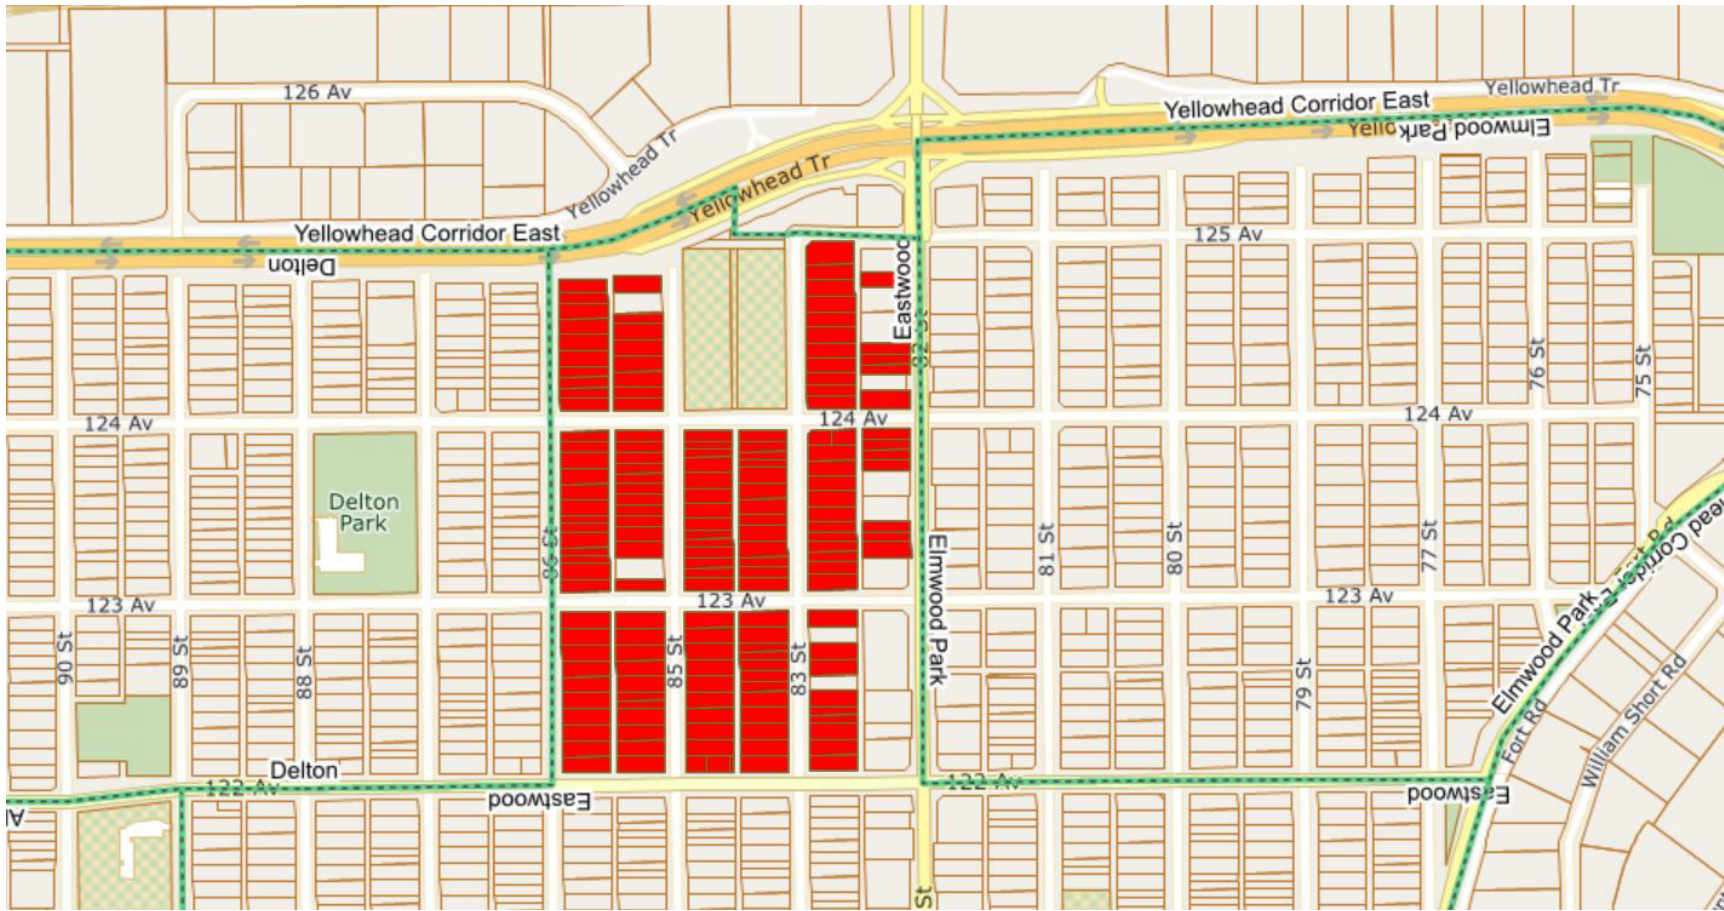 126 Av
Yellowhead Tr
Yellowhead Corridor East
Yellowhead Tr
Elmwood Park
Yellowhead Tr
Yellowhead Corridor East
Delton
125 Av
Eastwood
82 St
76 St
75 St
124 Av
124 Av
124 Av
Delton
Park
86 St
Elmwood Park
81 St
80 St
77 St
123 Av
123 Av
123 Av
Elmwood Park
90 St
89 St
88 St
85 St
83 St
79 St
Fort Rd
William Short Rd
Delton
122 Av
122 Av
Eastwood
Eastwood
St